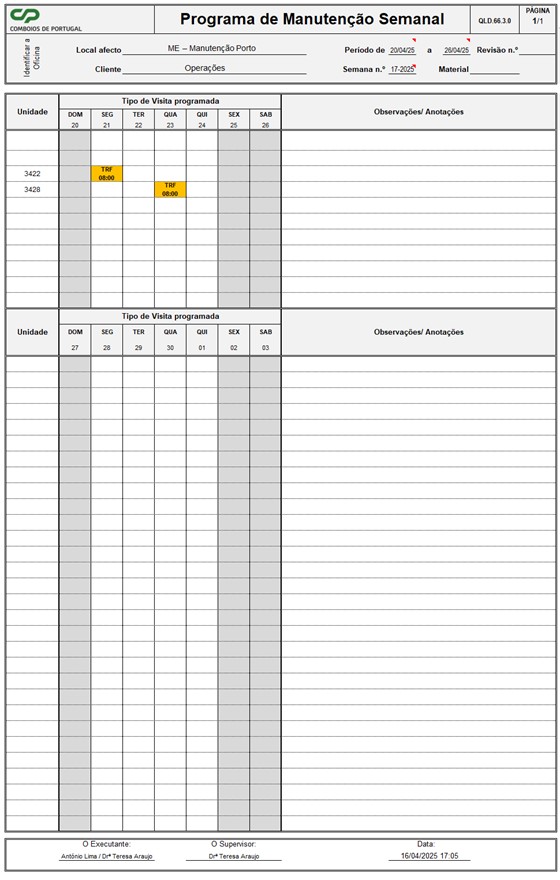 CP
COMBOIOS DE PORTUGAL
Programa de Manutenção Semanal
QLD.66.3.0
PÁGINA
1/1
Identificar a Oficina
Local afecto ME – Manutenção Porto
Periodo de 20/04/25 a 26/04/25 Revisão n.º
Cliente Operações
Semana n.º 17-2025 Material
Unidade Tipo de Visita programada Observações/ Anotações
DOM SEG TER QUA QUI SEX SAB
20 21 22 23 24 25 26
3422 TRF 08:00
3428 TRF 08:00
Unidade Tipo de Visita programada Observações/ Anotações
DOM SEG TER QUA QUI SEX SAB
27 28 29 30 01 02 03
O Executante: O Supervisor: Data:
António Lima / Drª Teresa Araujo Drª Teresa Araujo 16/04/2025 17:05